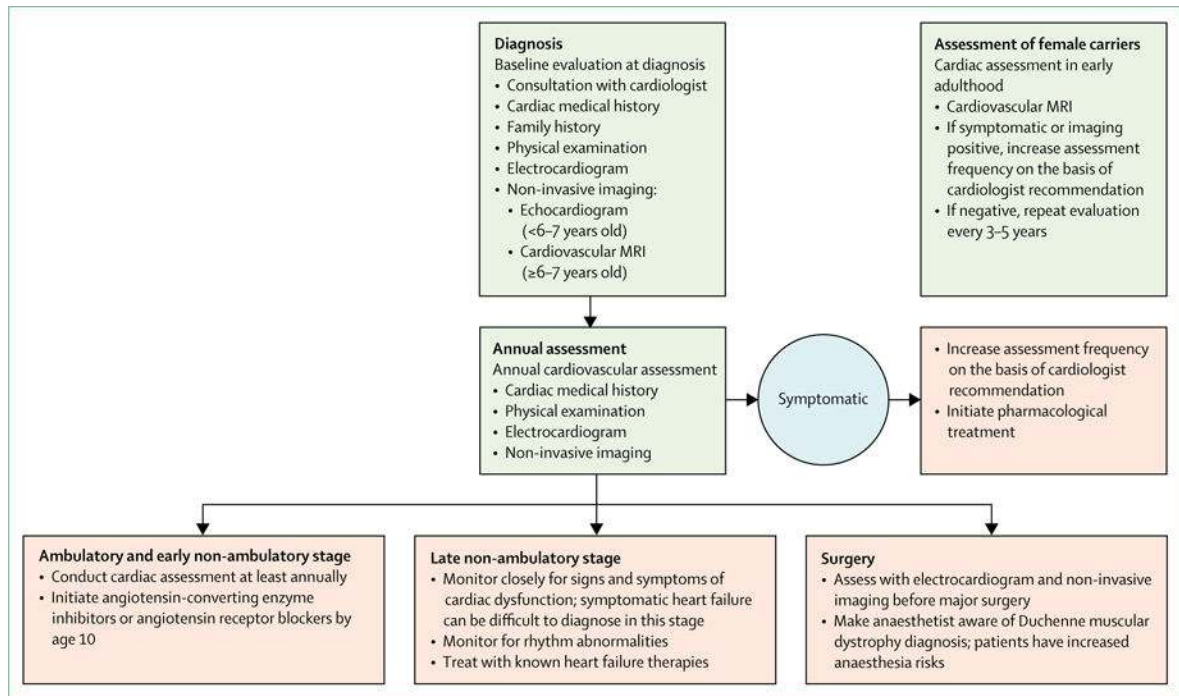 Diagnosis
Baseline evaluation at diagnosis
• Consultation with cardiologist
• Cardiac medical history
• Family history
• Physical examination
• Electrocardiogram
• Non-invasive imaging:
• Echocardiogram
(<6–7 years old)
• Cardiovascular MRI
(≥6–7 years old)
Assessment of female carriers
Cardiac assessment in early
adulthood
• Cardiovascular MRI
• If symptomatic or imaging
positive, increase assessment
frequency on the basis of
cardiologist recommendation
• If negative, repeat evaluation
every 3–5 years
Annual assessment
Annual cardiovascular assessment
• Cardiac medical history
• Physical examination
• Electrocardiogram
• Non-invasive imaging
Symptomatic
• Increase assessment frequency
on the basis of cardiologist
recommendation
• Initiate pharmacological
treatment
Ambulatory and early non-ambulatory stage
• Conduct cardiac assessment at least annually
• Initiate angiotensin-converting enzyme
inhibitors or angiotensin receptor blockers by
age 10
Late non-ambulatory stage
• Monitor closely for signs and symptoms of
cardiac dysfunction; symptomatic heart failure
can be difficult to diagnose in this stage
• Monitor for rhythm abnormalities
• Treat with known heart failure therapies
Surgery
• Assess with electrocardiogram and non-invasive
imaging before major surgery
• Make anaesthetist aware of Duchenne muscular
dystrophy diagnosis; patients have increased
anaesthesia risks